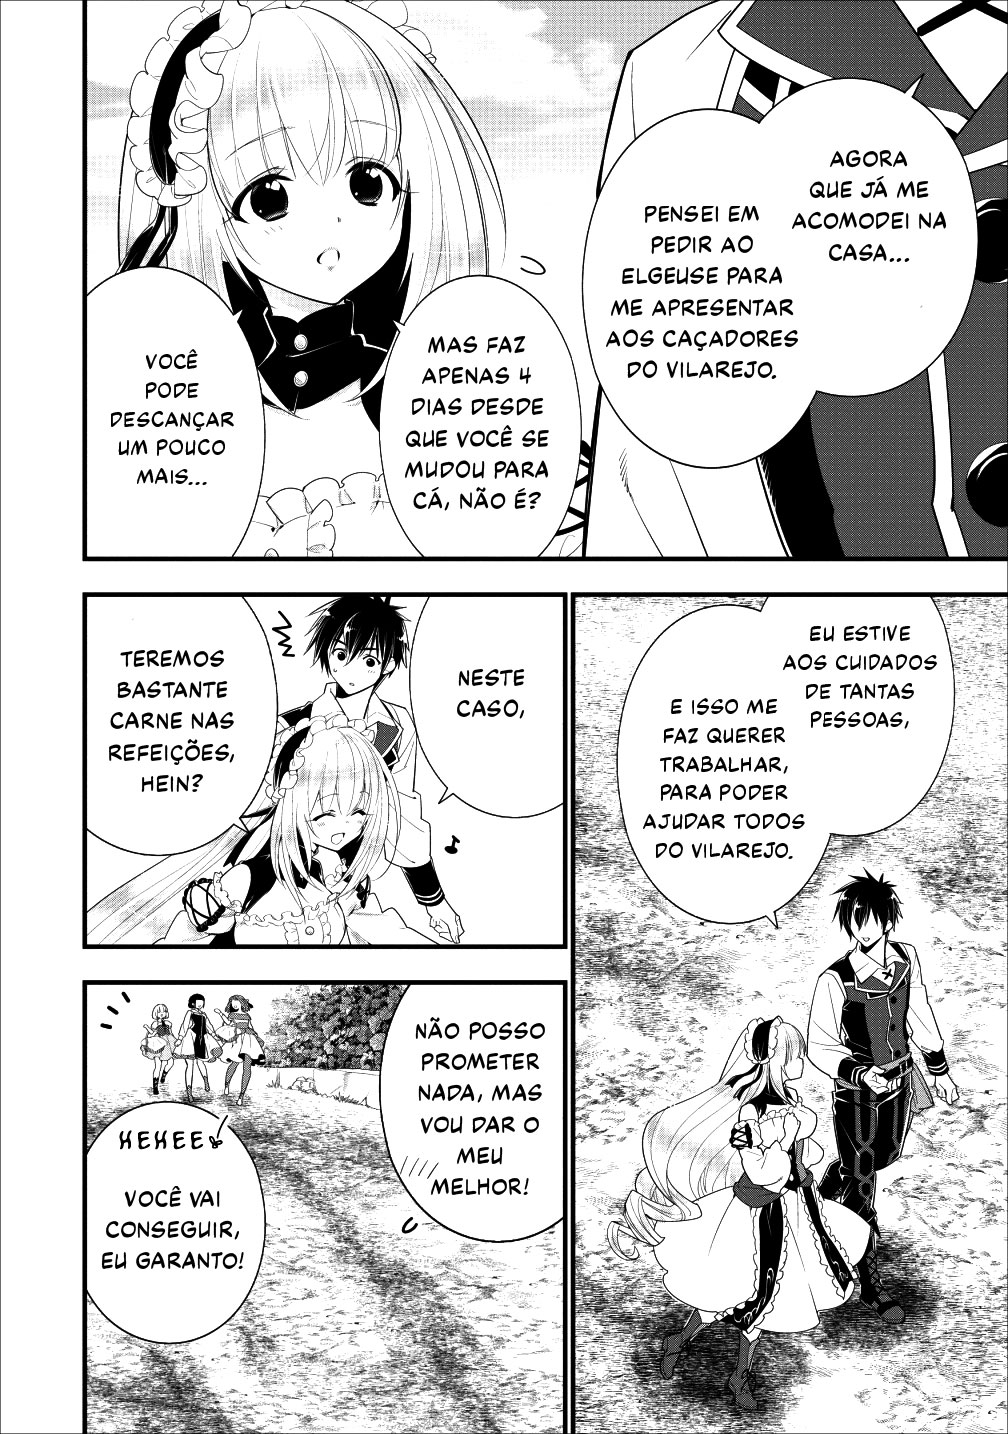 AGORA
QUE JÁ ME
ACOMODEI NA
CASA...
PENSEI EM
PEDIR AO
ELGEUSE PARA
ME APRESENTAR
AOS CAÇADORES
DO VILAREJO.
MAS FAZ
APENAS 4
DIAS DESDE
QUE VOCÊ SE
MUDOU PARA
CÁ, NÃO É?
VOCÊ
PODE
DESCANÇAR
UM POUCO
MAIS...
EU ESTIVE
AOS CUIDADOS
DE TANTAS
PESSOAS,
E ISSO ME
FAZ QUERER
TRABALHAR,
PARA PODER
AJUDAR TODOS
DO VILAREJO.
NESTE
CASO,
TEREMOS
BASTANTE
CARNE NAS
REFEIÇÕES,
HEIN?
NÃO POSSO
PROMETER
NADA, MAS
VOU DAR O
MEU
MELHOR!
HEHEE
VOCÊ VAI
CONSEGUIR,
EU GARANTO!